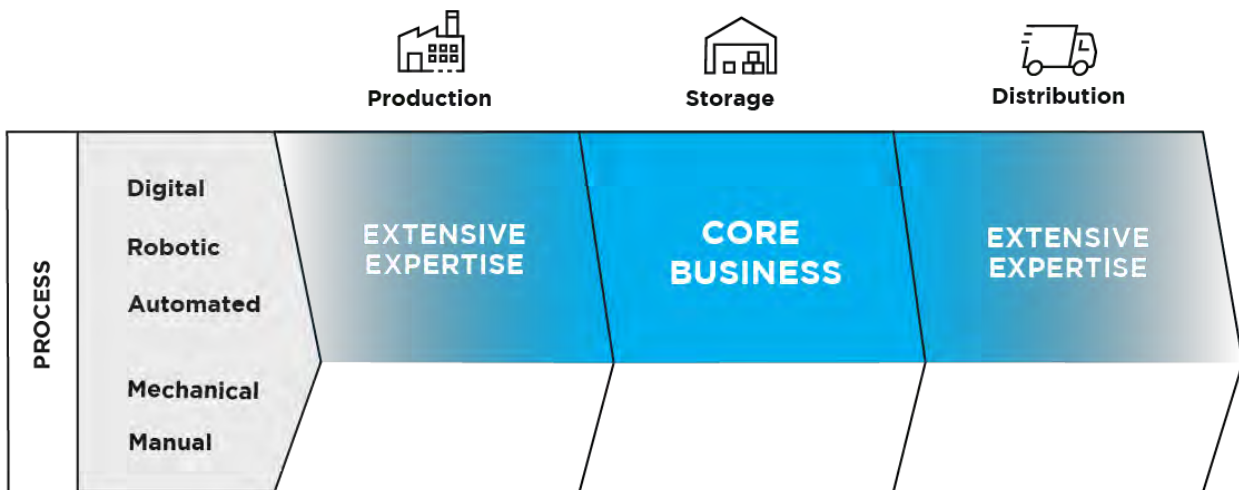 Production
Storage
Distribution
PROCESS
Digital
Robotic
Automated
Mechanical
Manual
EXTENSIVE
EXPERTISE
CORE
BUSINESS
EXTENSIVE
EXPERTISE